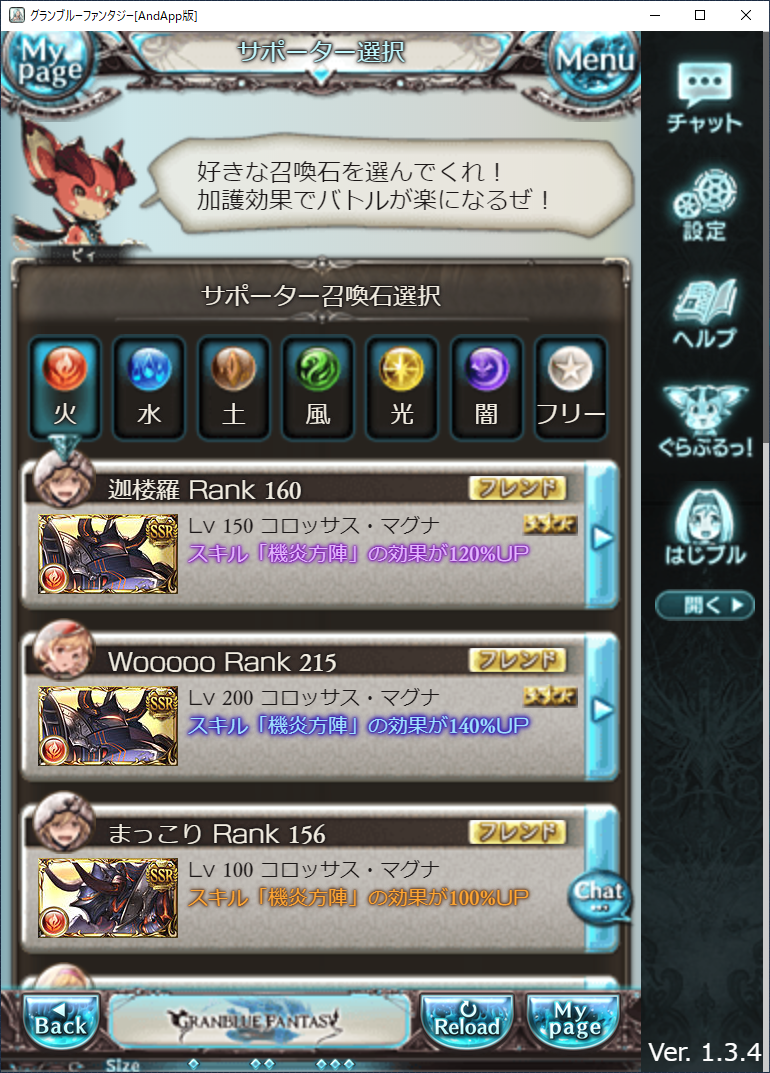 グランブルーファンタジー[AndApp版]
My page
サポーター選択
Menu
好きな召喚石を選んでくれ！
加護効果でバトルが楽になるぜ！
ビィ
サポーター召喚石選択
火
水
土
風
光
闇
フリー
迦楼羅 Rank 160
フレンド
SSR
Lv 150 コロッサス・マグナ
スキル「機炎方陣」の効果が120%UP
Wooooo Rank 215
フレンド
SSR
Lv 200 コロッサス・マグナ
スキル「機炎方陣」の効果が140%UP
まっこり Rank 156
フレンド
SSR
Lv 100 コロッサス・マグナ
スキル「機炎方陣」の効果が100%UP
Chat
Back
GRANBLUE FANTASY
Reload
My page
Size
チャット
設定
ヘルプ
ぐらぶるっ!
はじブル
開く
Ver. 1.3.4